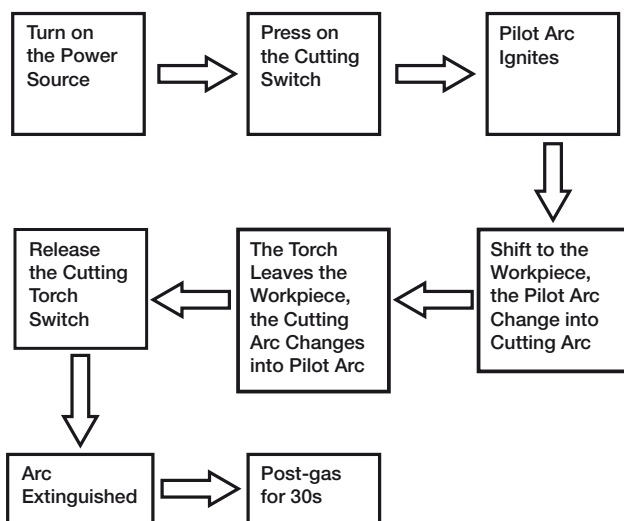 Turn on
the Power
Source
Press on
the Cutting
Switch
Pilot Arc
Ignites
Shift to the
Workpiece,
the Pilot Arc
Change into
Cutting Arc
The Torch
Leaves the
Workpiece,
the Cutting
Arc Changes
into Pilot Arc
Release
the Cutting
Torch
Switch
Arc
Extinguished
Post-gas
for 30s